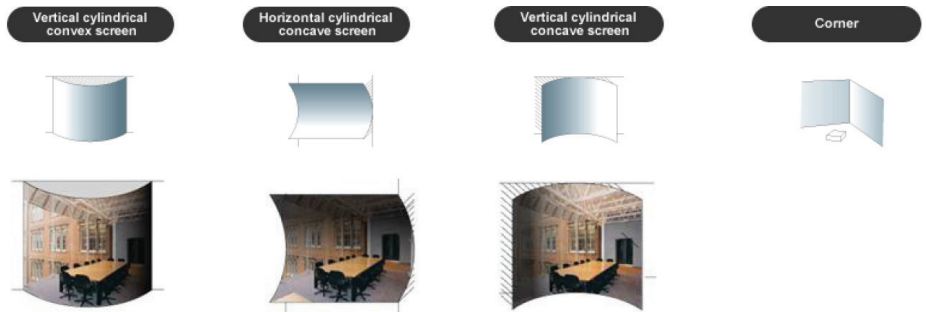 Vertical cylindrical
convex screen
Horizontal cylindrical
concave screen
Vertical cylindrical
concave screen
Corner